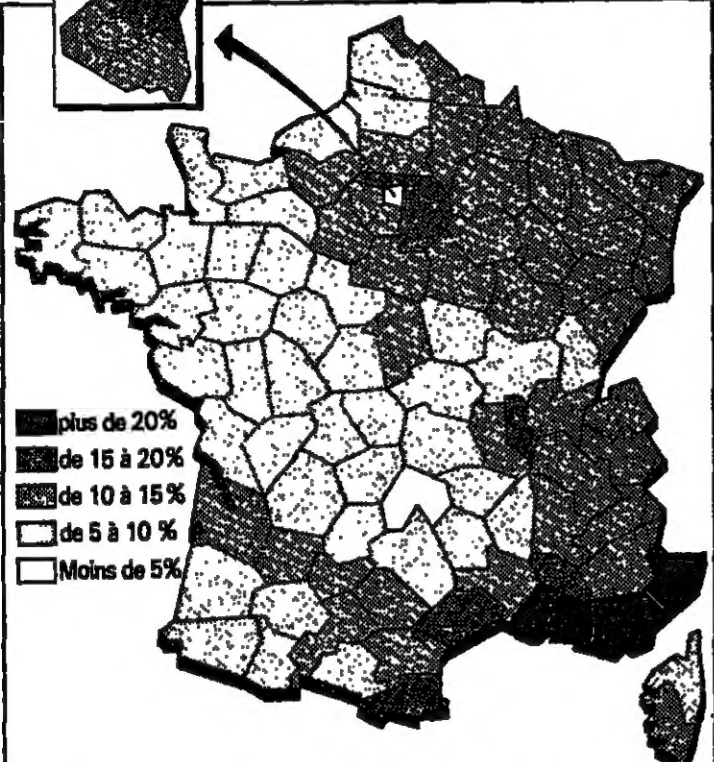 plus de 20%
de 15 à 20%
de 10 à 15%
de 5 à 10 %
Moins de 5%